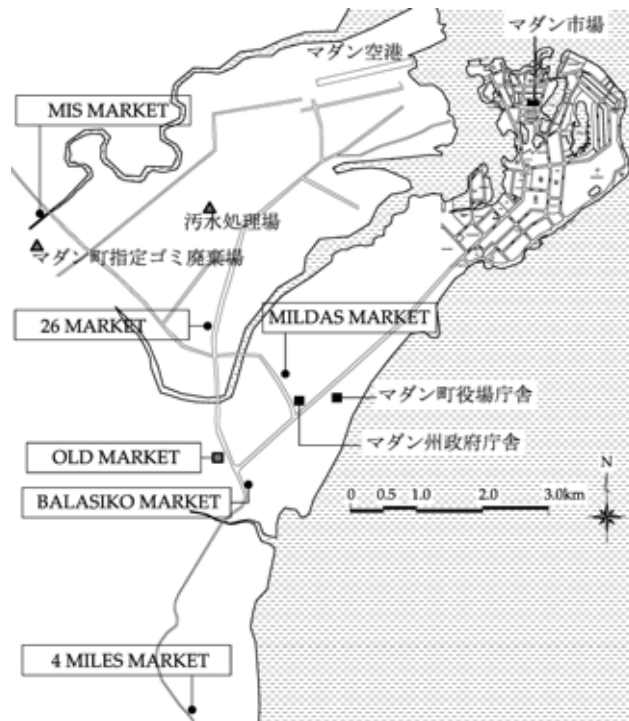 マダン市場
マダン空港
MIS MARKET
汚水処理場
マダン町指定ゴミ廃棄場
26 MARKET
MILDAS MARKET
マダン町役場庁舎
マダン州政府庁舎
OLD MARKET
BALASIKO MARKET
N
0 0.5 1.0 2.0 3.0km
4 MILES MARKET